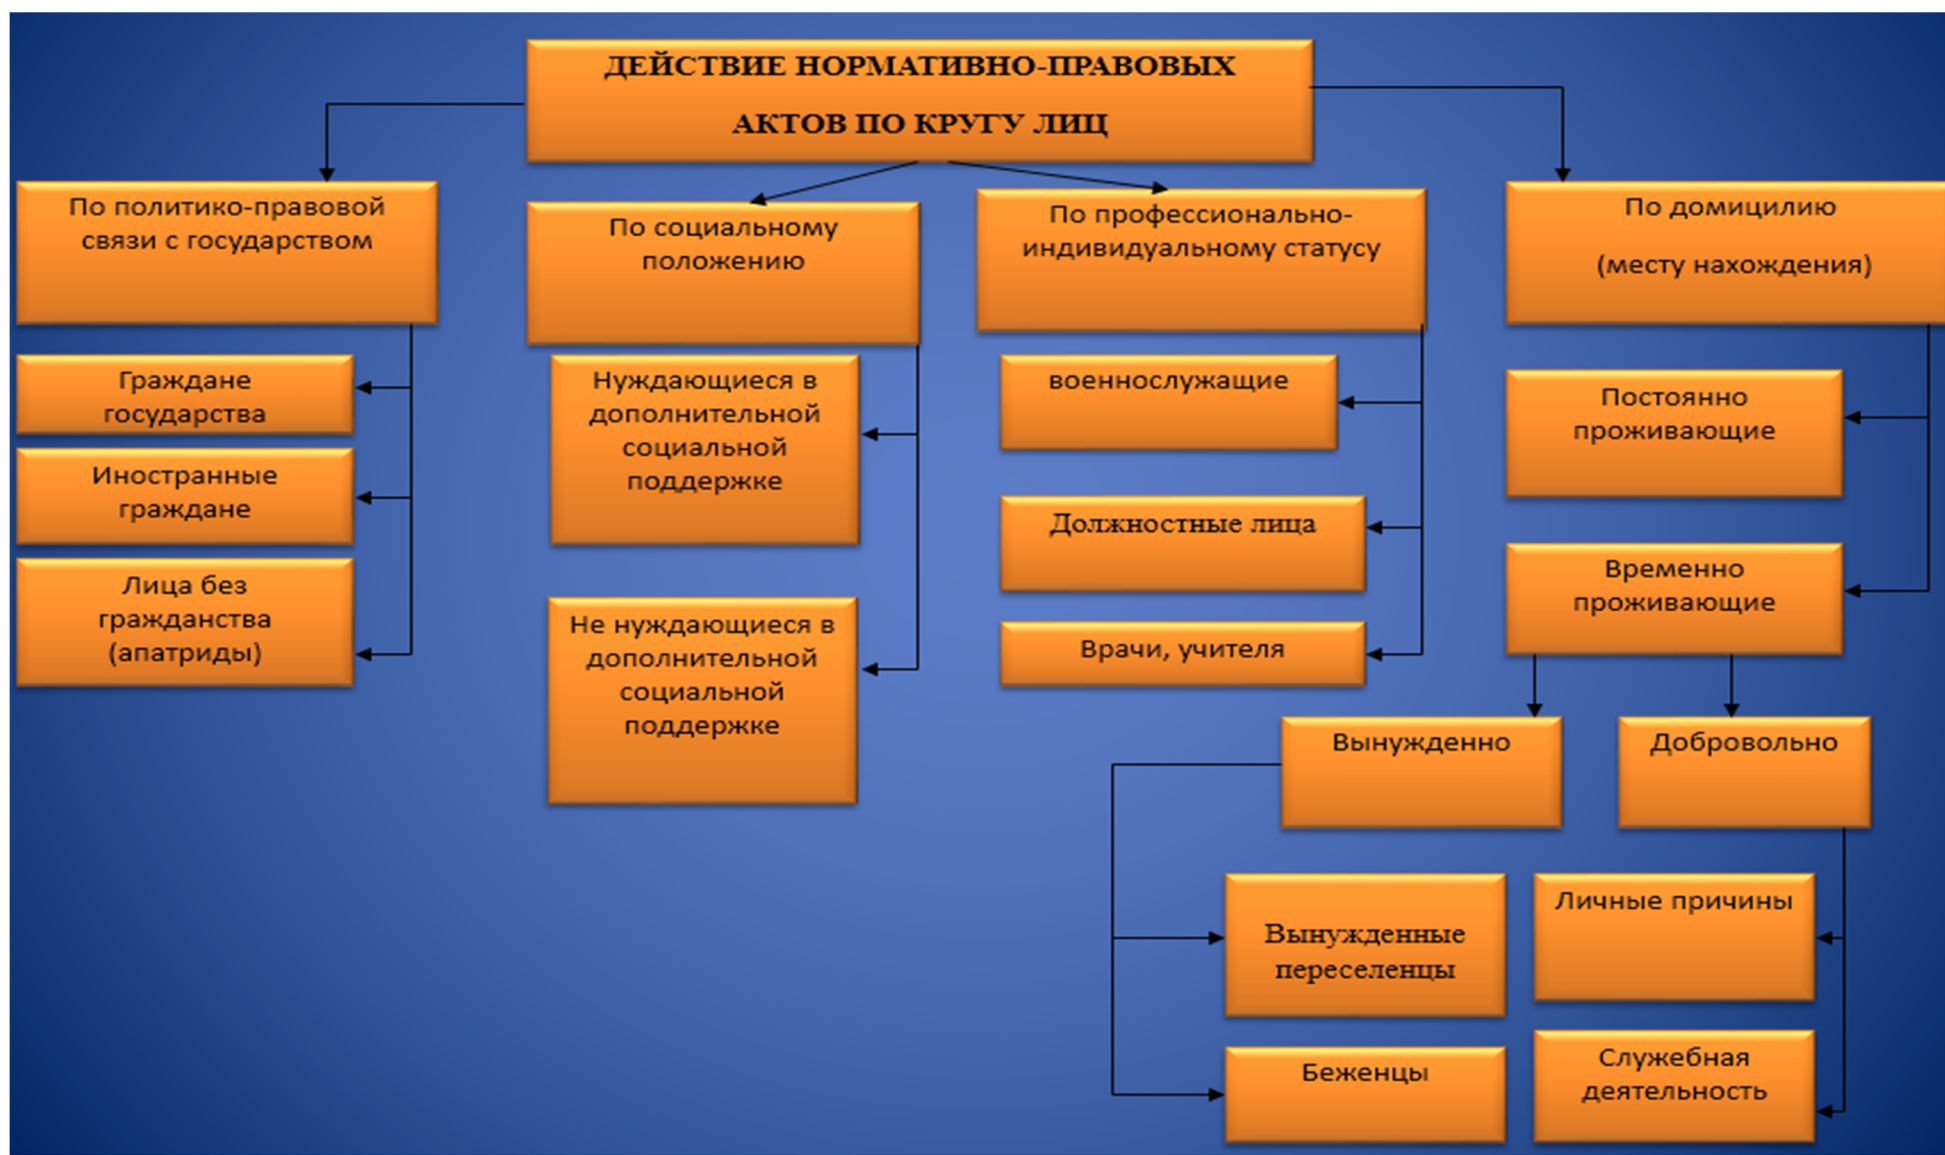 ДЕЙСТВИЕ НОРМАТИВНО-ПРАВОВЫХ
АКТОВ ПО КРУГУ ЛИЦ
По политико-правовой
связи с государством
Граждане
государства
Иностранные
граждане
Лица без
гражданства
(апатриды)
По социальному
положению
Нуждающиеся в
дополнительной
социальной
поддержке
Не нуждающиеся в
дополнительной
социальной
поддержке
По профессионально-
индивидуальному статусу
военнослужащие
Должностные лица
Врачи, учителя
По домицилию
(месту нахождения)
Постоянно
проживающие
Временно
проживающие
Вынужденно
Добровольно
Вынужденные
переселенцы
Беженцы
Личные причины
Служебная
деятельность